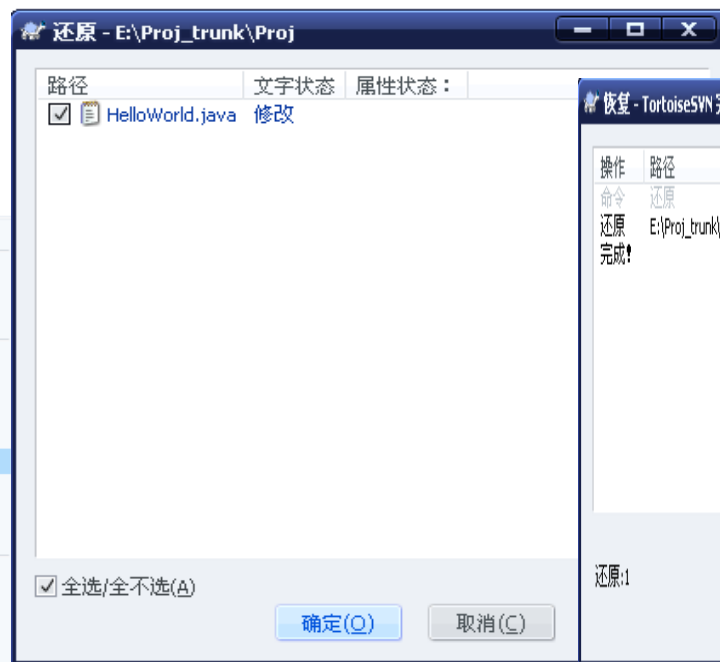 还原 - E:\Proj_trunk\Proj
路径 文字状态 属性状态：
HelloWorld.java 修改
全选/全不选(A)
确定(O) 取消(C)
恢复 - TortoiseSVN
操作 路径
命令 还原
还原 E:\Proj_trunk\
完成!
还原:1